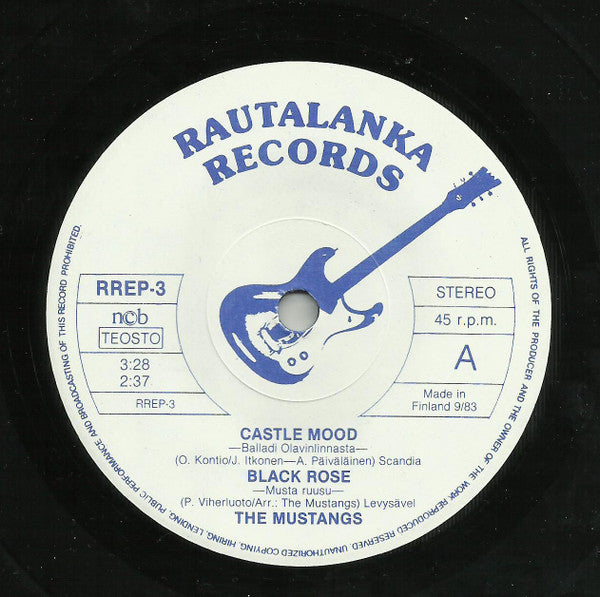 RAUTALANKA
RECORDS
RREP-3
ncb
TEOSTO
3:28
2:37
RREP-3
STEREO
45 r.p.m.
A
Made in
Finland 9/83
CASTLE MOOD
—Balladi Olavinlinnasta—
(O. Kontio/J. Itkonen—A. Päiväläinen) Scandia
BLACK ROSE
—Musta ruusu—
(P. Viherluoto/Arr.: The Mustangs) Levysävel
THE MUSTANGS
ALL RIGHTS OF THE PRODUCER AND THE OWNER OF THE WORK REPRODUCED RESERVED. UNAUTHORIZED COPYING, HIRING, LENDING, PUBLIC PERFORMANCE AND BROADCASTING OF THIS RECORD PROHIBITED.